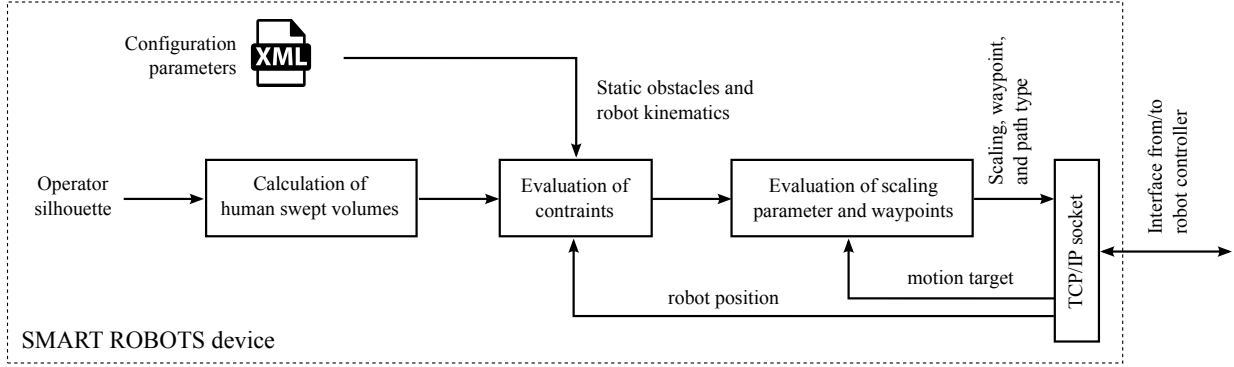 Configuration
parameters
XML
Static obstacles and
robot kinematics
Scaling, waypoint,
and path type
Interface from/to
robot controller
Operator
silhouette
Calculation of
human swept volumes
Evaluation of
contraints
Evaluation of scaling
parameter and waypoints
TCP/IP socket
motion target
robot position
SMART ROBOTS device